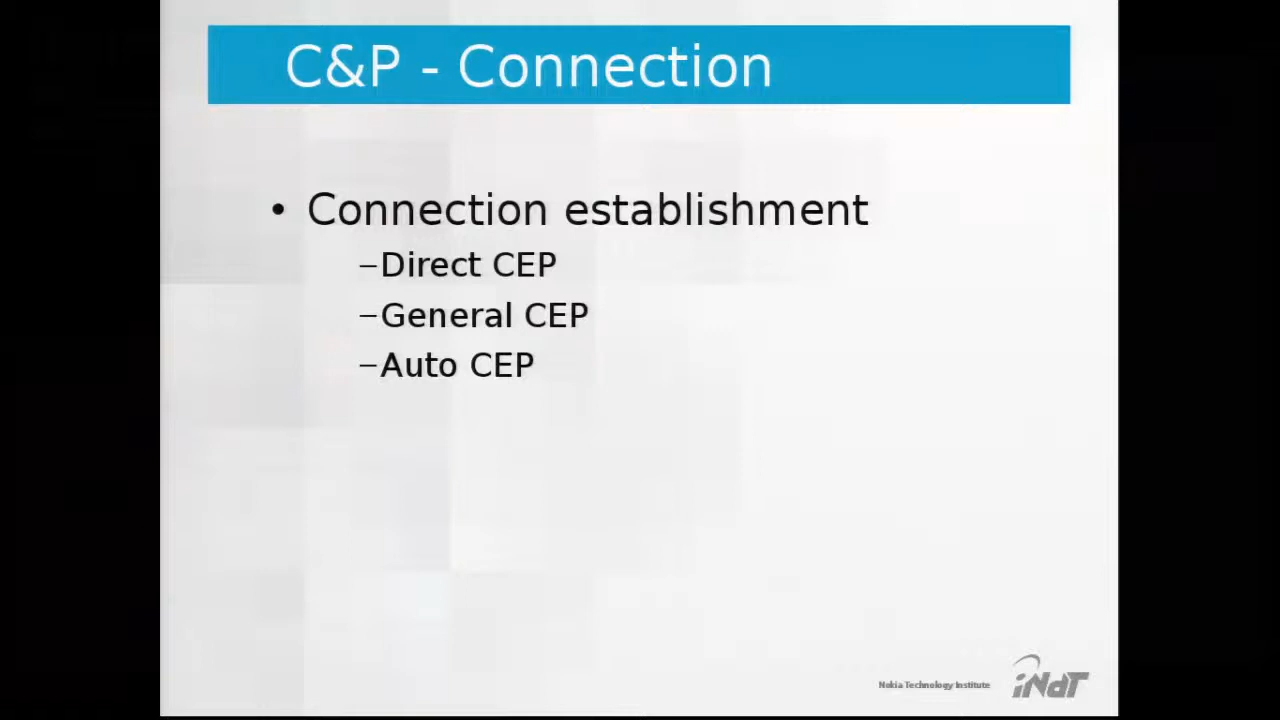 C&P - Connection
• Connection establishment
–Direct CEP
–General CEP
–Auto CEP
Nokia Technology Institute
iNdT